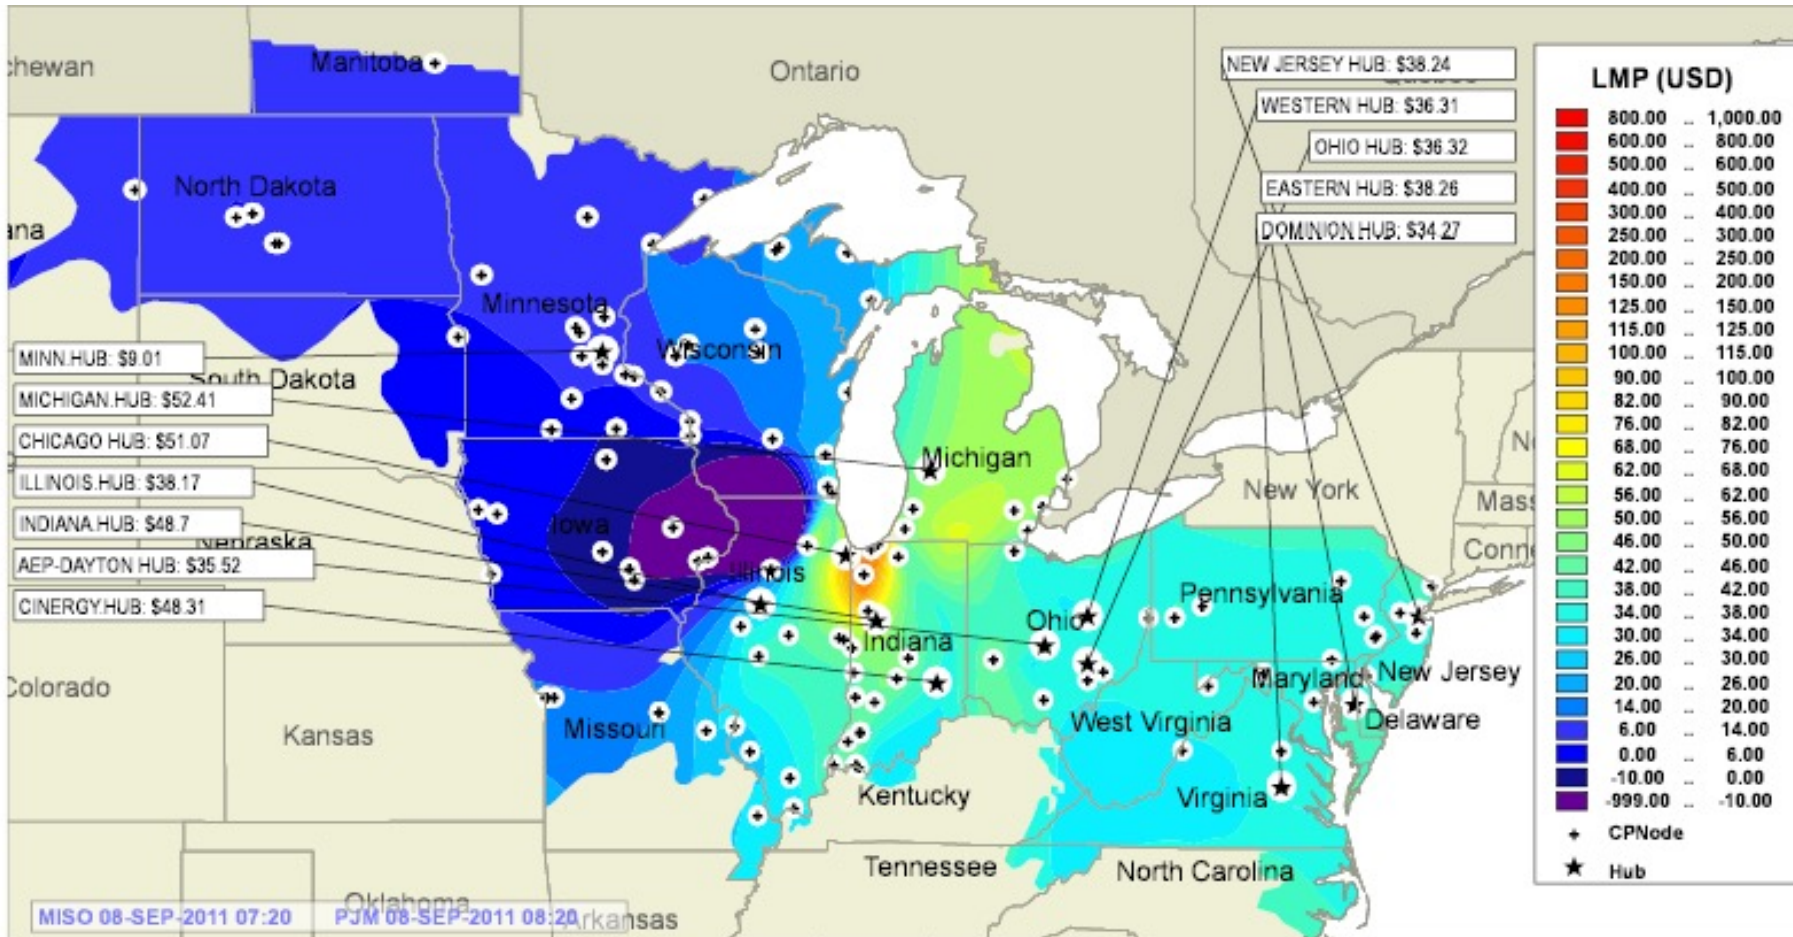 Manitoba
chewan
Ontario
NEW JERSEY HUB: $38.24
WESTERN HUB: $36.31
OHIO HUB: $36.32
EASTERN HUB: $38.26
DOMINION HUB: $34.27
North Dakota
ana
Minnesota
Wisconsin
MINN.HUB: $9.01
South Dakota
MICHIGAN.HUB: $52.41
CHICAGO HUB: $51.07
ILLINOIS.HUB: $38.17
INDIANA.HUB: $48.7
Nebraska
AEP-DAYTON HUB: $35.52
CINERGY.HUB: $48.31
Michigan
New York
Mass
Iowa
Conne
Illinois
Pennsylvania
Ohio
Indiana
New Jersey
Maryland
Colorado
Delaware
West Virginia
Missouri
Kansas
Kentucky
Virginia
Tennessee
North Carolina
Oklahoma
Arkansas
MISO 08-SEP-2011 07:20 PJM 08-SEP-2011 08:20
LMP (USD)
800.00 .. 1,000.00
600.00 .. 800.00
500.00 .. 600.00
400.00 .. 500.00
300.00 .. 400.00
250.00 .. 300.00
200.00 .. 250.00
150.00 .. 200.00
125.00 .. 150.00
115.00 .. 125.00
100.00 .. 115.00
90.00 .. 100.00
82.00 .. 90.00
76.00 .. 82.00
68.00 .. 76.00
62.00 .. 68.00
56.00 .. 62.00
50.00 .. 56.00
46.00 .. 50.00
42.00 .. 46.00
38.00 .. 42.00
34.00 .. 38.00
30.00 .. 34.00
26.00 .. 30.00
20.00 .. 26.00
14.00 .. 20.00
6.00 .. 14.00
0.00 .. 6.00
-10.00 .. 0.00
-999.00 .. -10.00
CPNode
Hub